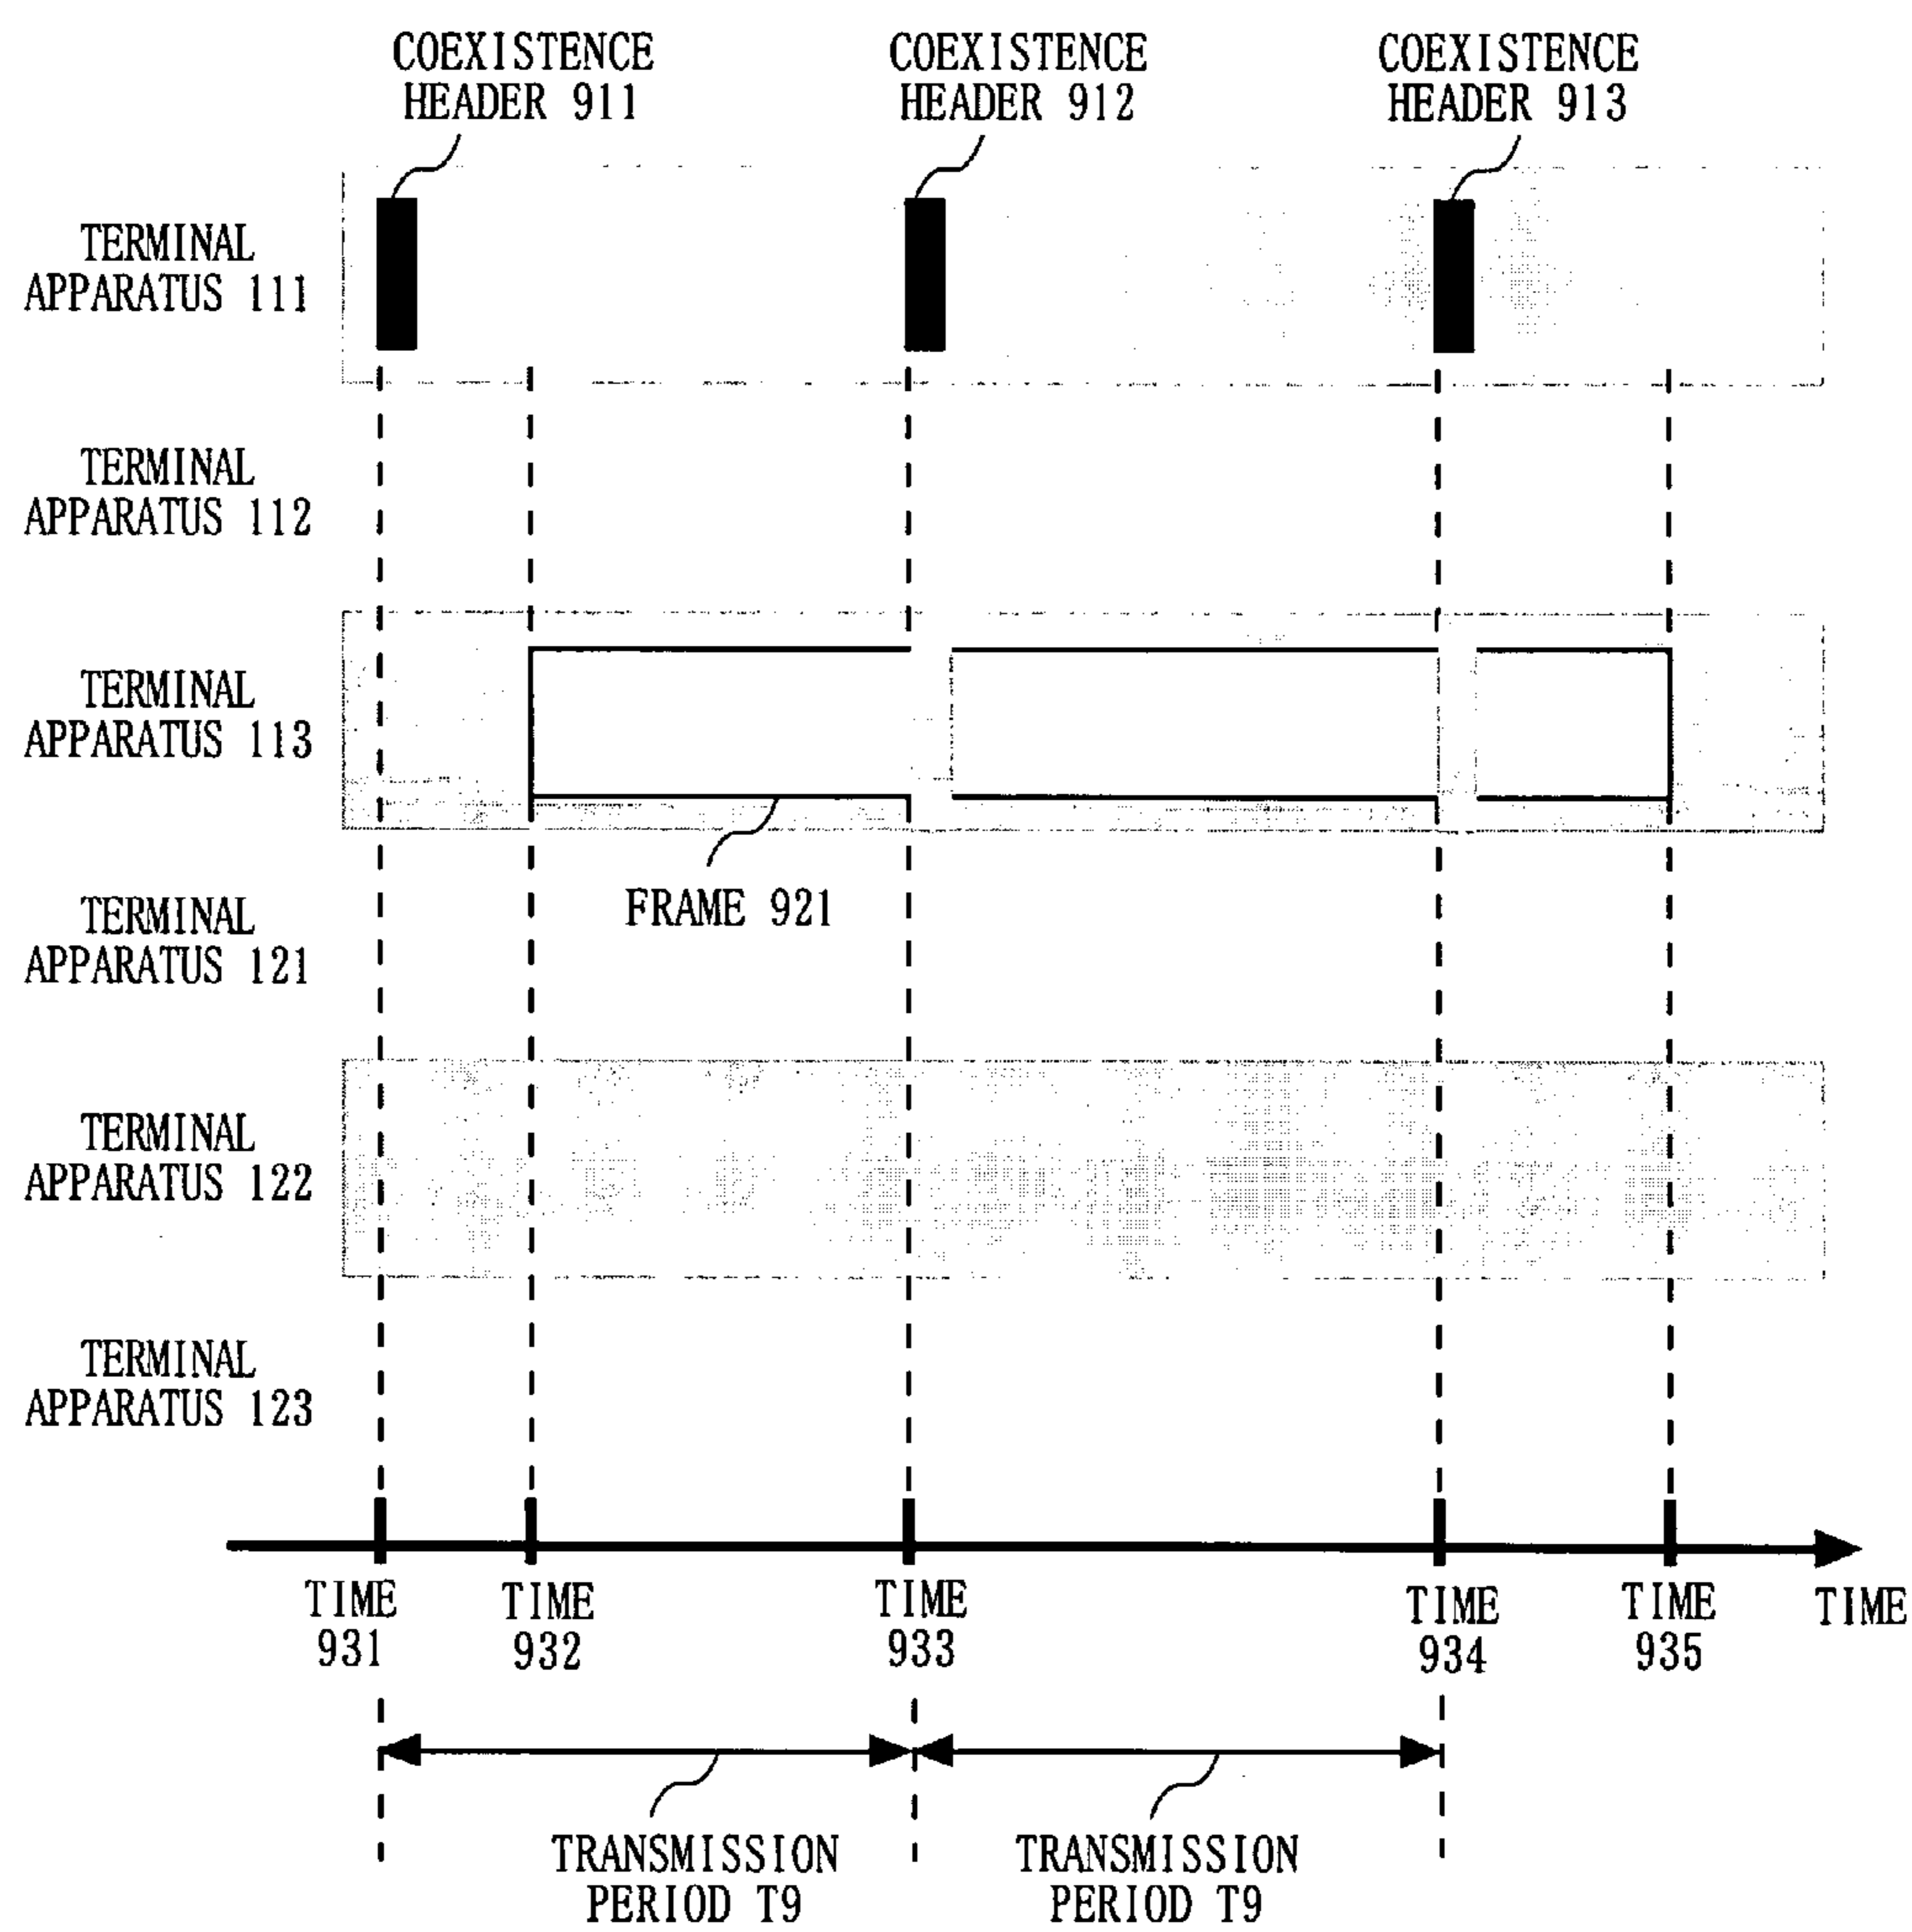 COEXISTENCE
HEADER 911
COEXISTENCE
HEADER 912
COEXISTENCE
HEADER 913
TERMINAL
APPARATUS 111
TERMINAL
APPARATUS 112
TERMINAL
APPARATUS 113
FRAME 921
TERMINAL
APPARATUS 121
TERMINAL
APPARATUS 122
TERMINAL
APPARATUS 123
TIME
931
TIME
932
TIME
933
TIME
934
TIME
935
TIME
TRANSMISSION
PERIOD T9
TRANSMISSION
PERIOD T9